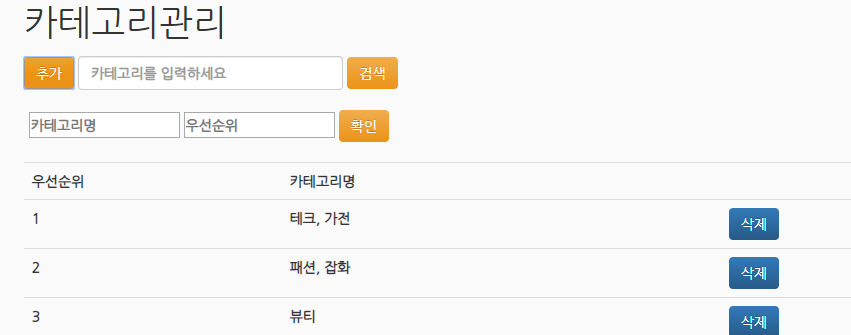 카테고리관리
추가 카테고리를 입력하세요 검색
카테고리명 우선순위 확인
우선순위 카테고리명
1 테크, 가전 삭제
2 패션, 잡화 삭제
3 뷰티 삭제